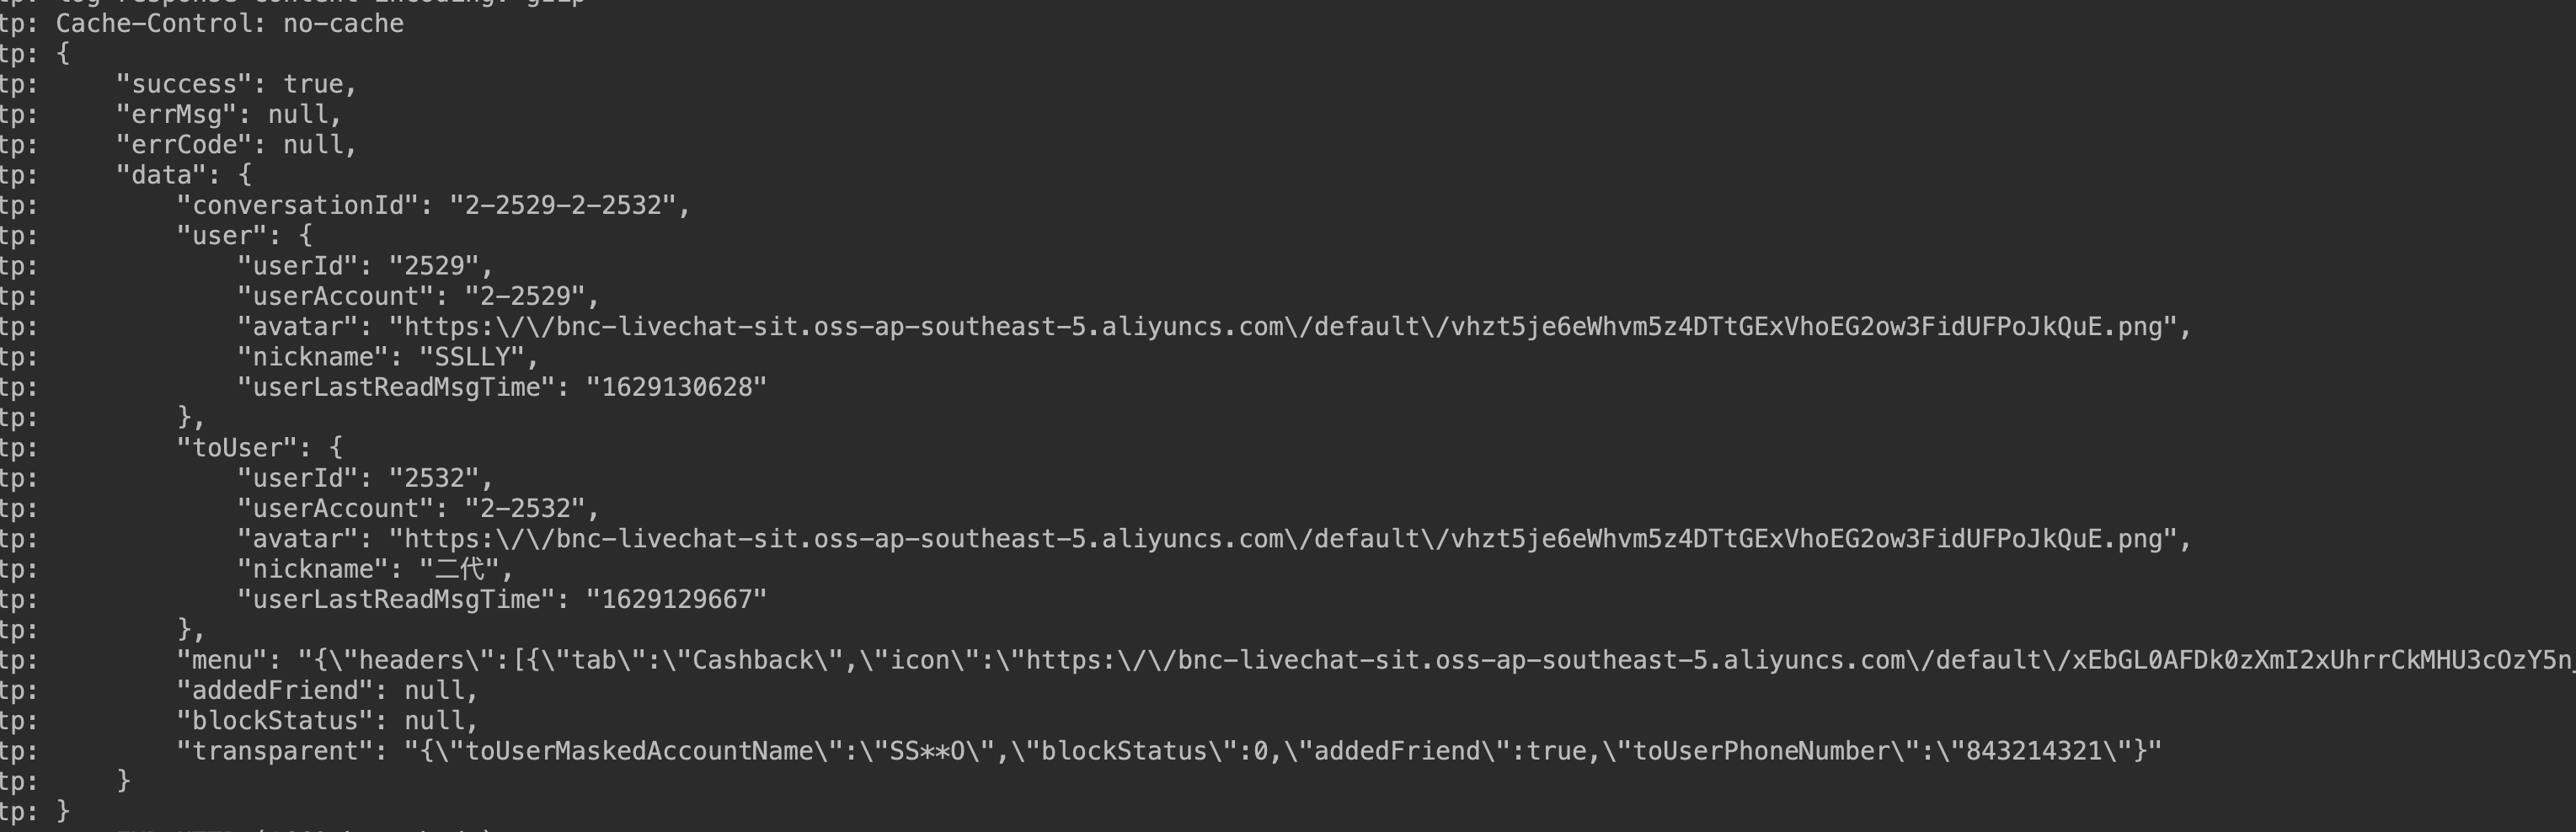 tp: Cache-Control: no-cache
tp: {
tp:     "success": true,
tp:     "errMsg": null,
tp:     "errCode": null,
tp:     "data": {
tp:         "conversationId": "2-2529-2-2532",
tp:         "user": {
tp:             "userId": "2529",
tp:             "userAccount": "2-2529",
tp:             "avatar": "https:\/\/bnc-livechat-sit.oss-ap-southeast-5.aliyuncs.com\/default\/vhzt5je6eWhvm5z4DTtGExVhoEG2ow3FidUFPoJkQuE.png",
tp:             "nickname": "SSLLY",
tp:             "userLastReadMsgTime": "1629130628"
tp:         },
tp:         "toUser": {
tp:             "userId": "2532",
tp:             "userAccount": "2-2532",
tp:             "avatar": "https:\/\/bnc-livechat-sit.oss-ap-southeast-5.aliyuncs.com\/default\/vhzt5je6eWhvm5z4DTtGExVhoEG2ow3FidUFPoJkQuE.png",
tp:             "nickname": "二代",
tp:             "userLastReadMsgTime": "1629129667"
tp:         },
tp:         "menu": "{\"headers\":[{\"tab\":\"Cashback\",\"icon\":\"https:\/\/bnc-livechat-sit.oss-ap-southeast-5.aliyuncs.com\/default\/xEbGL0AFDk0zXmI2xUhrrCkMHU3cOzY5n_
tp:         "addedFriend": null,
tp:         "blockStatus": null,
tp:         "transparent": "{\"toUserMaskedAccountName\":\"SS**O\",\"blockStatus\":0,\"addedFriend\":true,\"toUserPhoneNumber\":\"843214321\"}"
tp:     }
tp: }